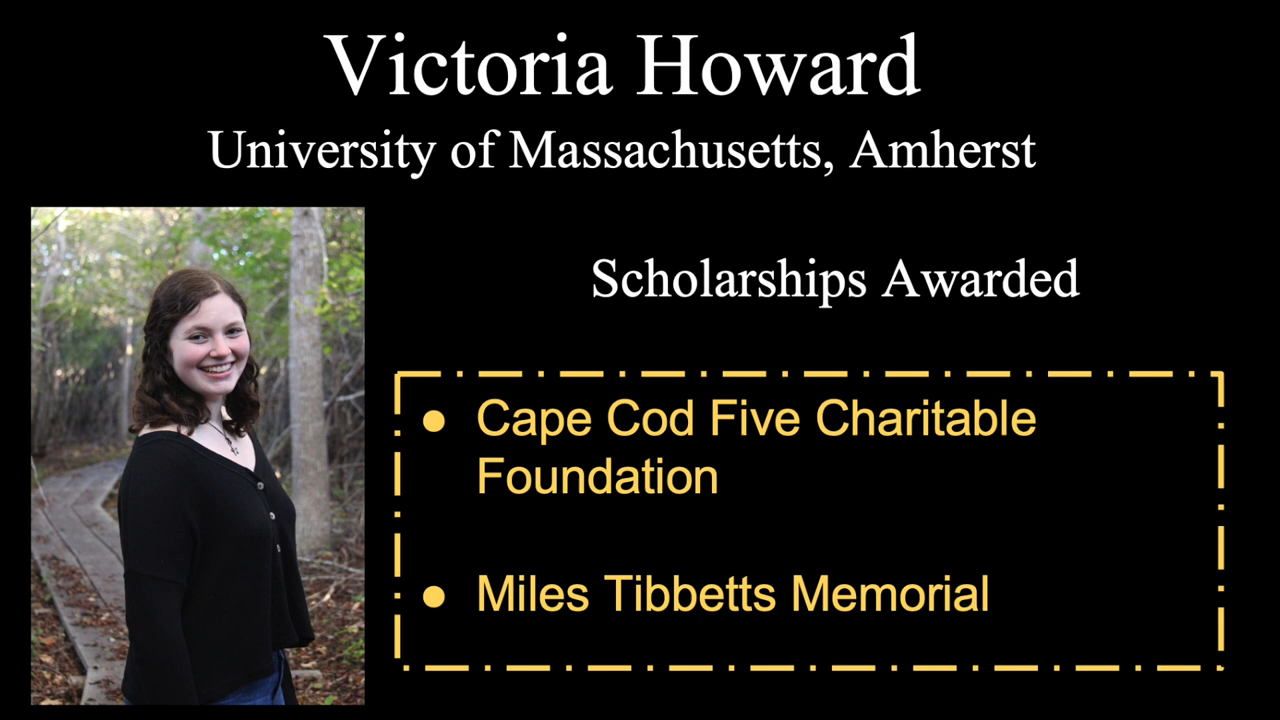 Victoria Howard
University of Massachusetts, Amherst
Scholarships Awarded
● Cape Cod Five Charitable
Foundation
● Miles Tibbetts Memorial